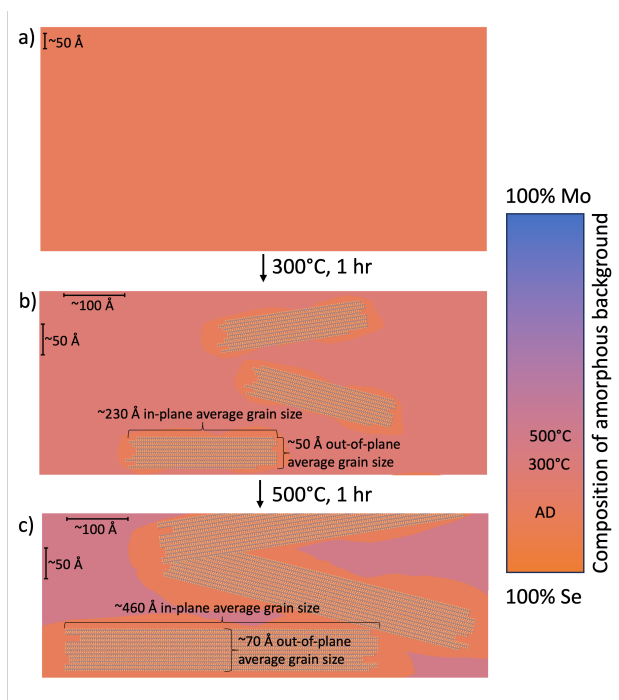 a)
~50 Å
300°C, 1 hr
b)
~100 Å
~50 Å
~230 Å in-plane average grain size
~50 Å out-of-plane
average grain size
500°C, 1 hr
c)
~100 Å
~50 Å
~460 Å in-plane average grain size
~70 Å out-of-plane
average grain size
100% Mo
500°C
300°C
AD
100% Se
Composition of amorphous background